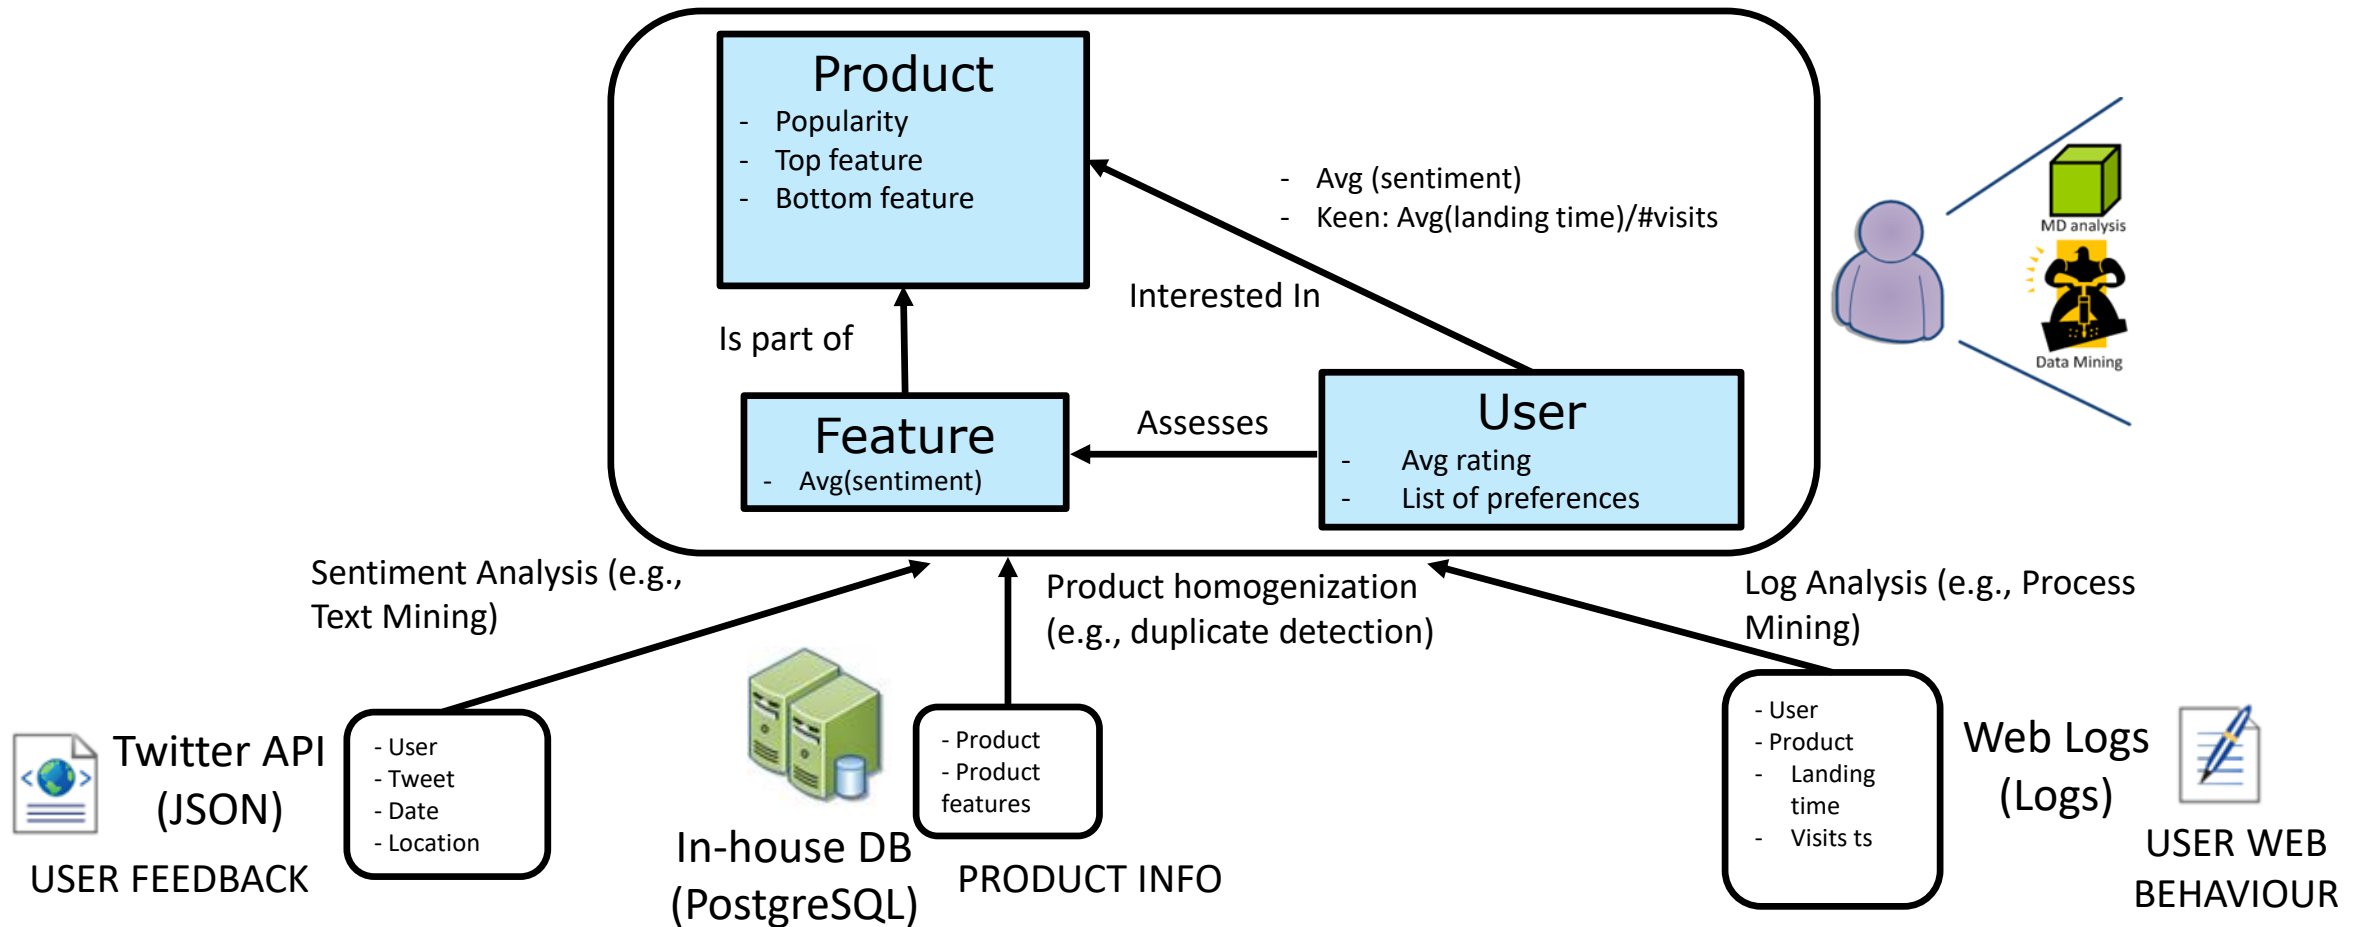 Product
- Popularity
- Top feature
- Bottom feature
- Avg (sentiment)
- Keen: Avg(landing time)/#visits
MD analysis
Data Mining
Interested In
Is part of
Feature
- Avg(sentiment)
Assesses
User
- Avg rating
- List of preferences
Sentiment Analysis (e.g.,
Text Mining)
Product homogenization
(e.g., duplicate detection)
Log Analysis (e.g., Process
Mining)
Twitter API
(JSON)
USER FEEDBACK
- User
- Tweet
- Date
- Location
In-house DB
(PostgreSQL)
- Product
- Product
features
PRODUCT INFO
- User
- Product
- Landing
time
- Visits ts
Web Logs
(Logs)
USER WEB
BEHAVIOUR